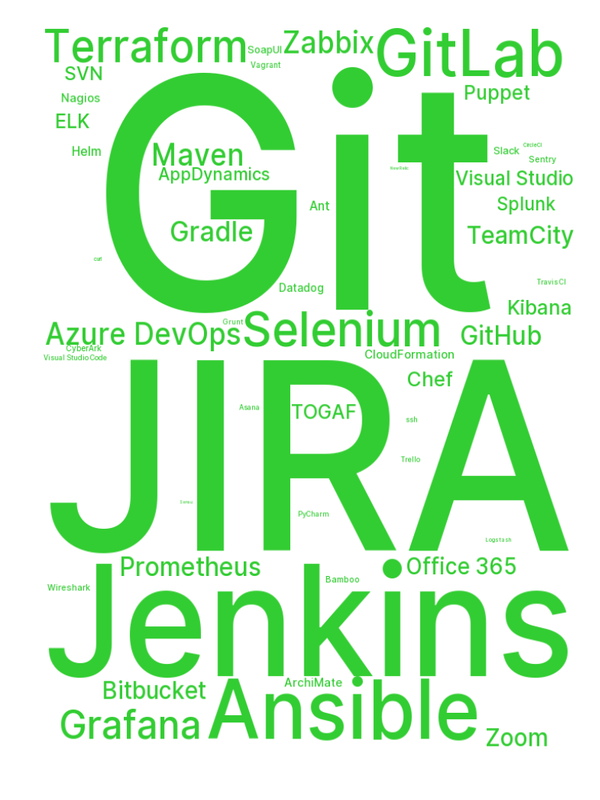 Terraform
SoapUI
Zabbix
GitLab
Vagrant
SVN
Puppet
Nagios
ELK
Git
Helm
Maven
Slack
CircleCI
Sentry
AppDynamics
Visual Studio
Ant
Splunk
Gradle
TeamCity
Datadog
TravisCI
Kibana
Grunt
Azure DevOps
Selenium
GitHub
CyberArk
Visual Studio Code
CloudFormation
Chef
JIRA
Asana
TOGAF
ssh
Trello
PyCharm
Logstash
Prometheus
Office 365
Wireshark
Bamboo
Jenkins
Bitbucket
ArchiMate
Ansible
Grafana
Zoom